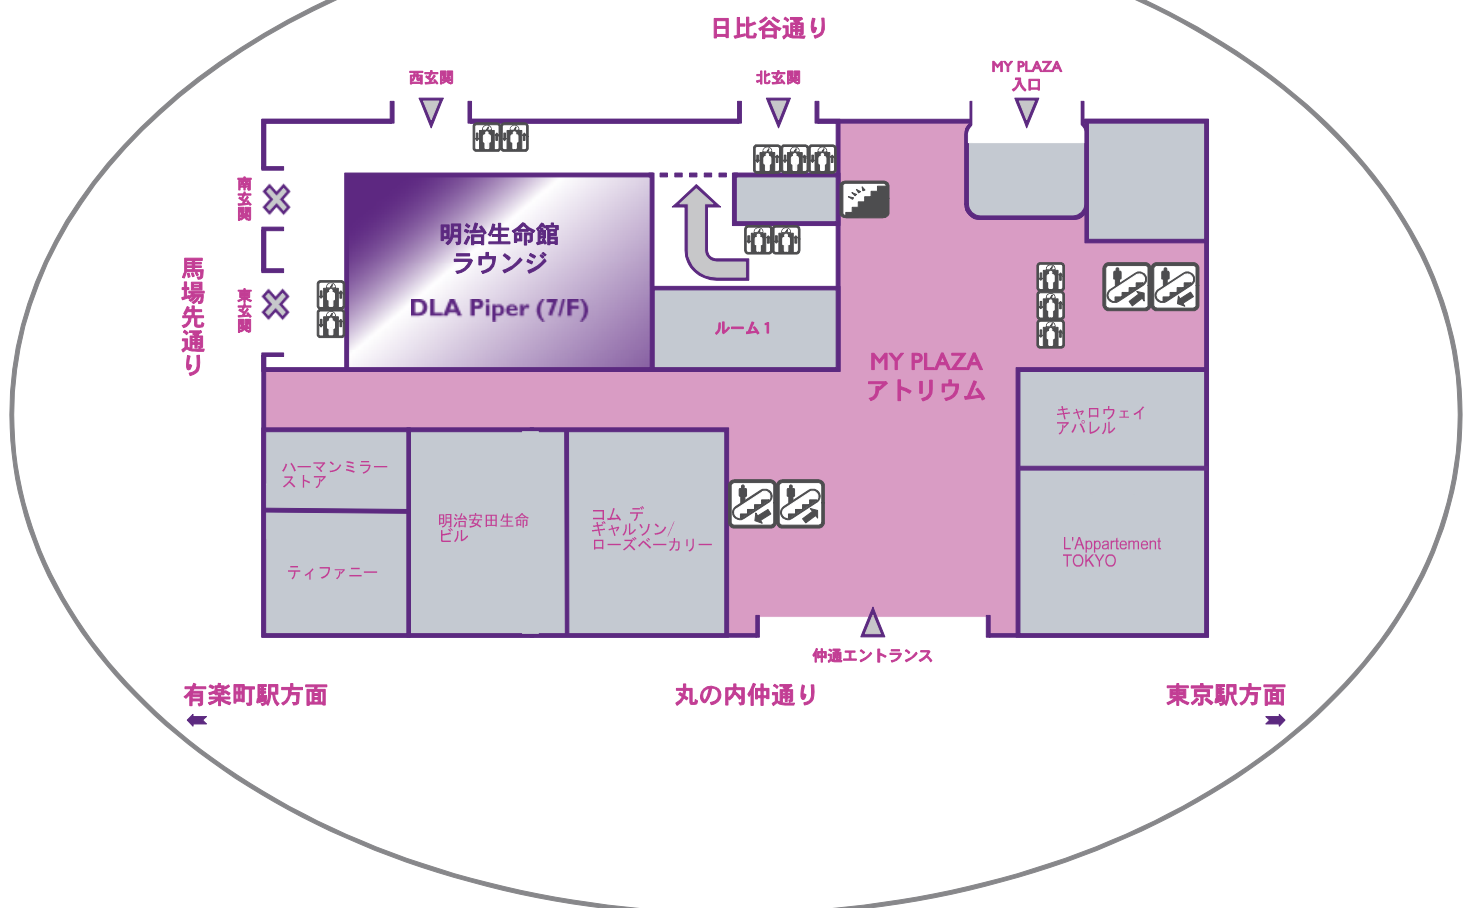 日比谷通り
西玄関
北玄関
MY PLAZA
入口
南玄関
馬場先通り
東玄関
明治生命館
ラウンジ
DLA Piper (7/F)
ルーム 1
MY PLAZA
アトリウム
キャロウェイ
アパレル
ハーマンミラー
ストア
明治安田生命
ビル
コム デ
ギャルソン/
ローズベーカリー
ティファニー
L'Appartement
TOKYO
仲通エントランス
有楽町駅方面
丸の内仲通り
東京駅方面